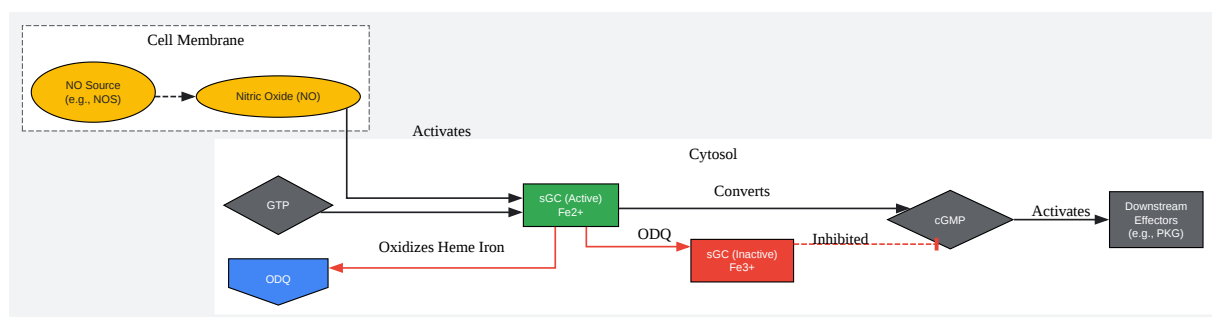 Cell Membrane
NO Source
(e.g., NOS)
Nitric Oxide (NO)
Activates
Cytosol
GTP
sGC (Active)
Fe2+
Converts
cGMP
Activates
Downstream
Effectors
(e.g., PKG)
Oxidizes Heme Iron
ODQ
Inhibited
sGC (Inactive)
Fe3+
ODQ